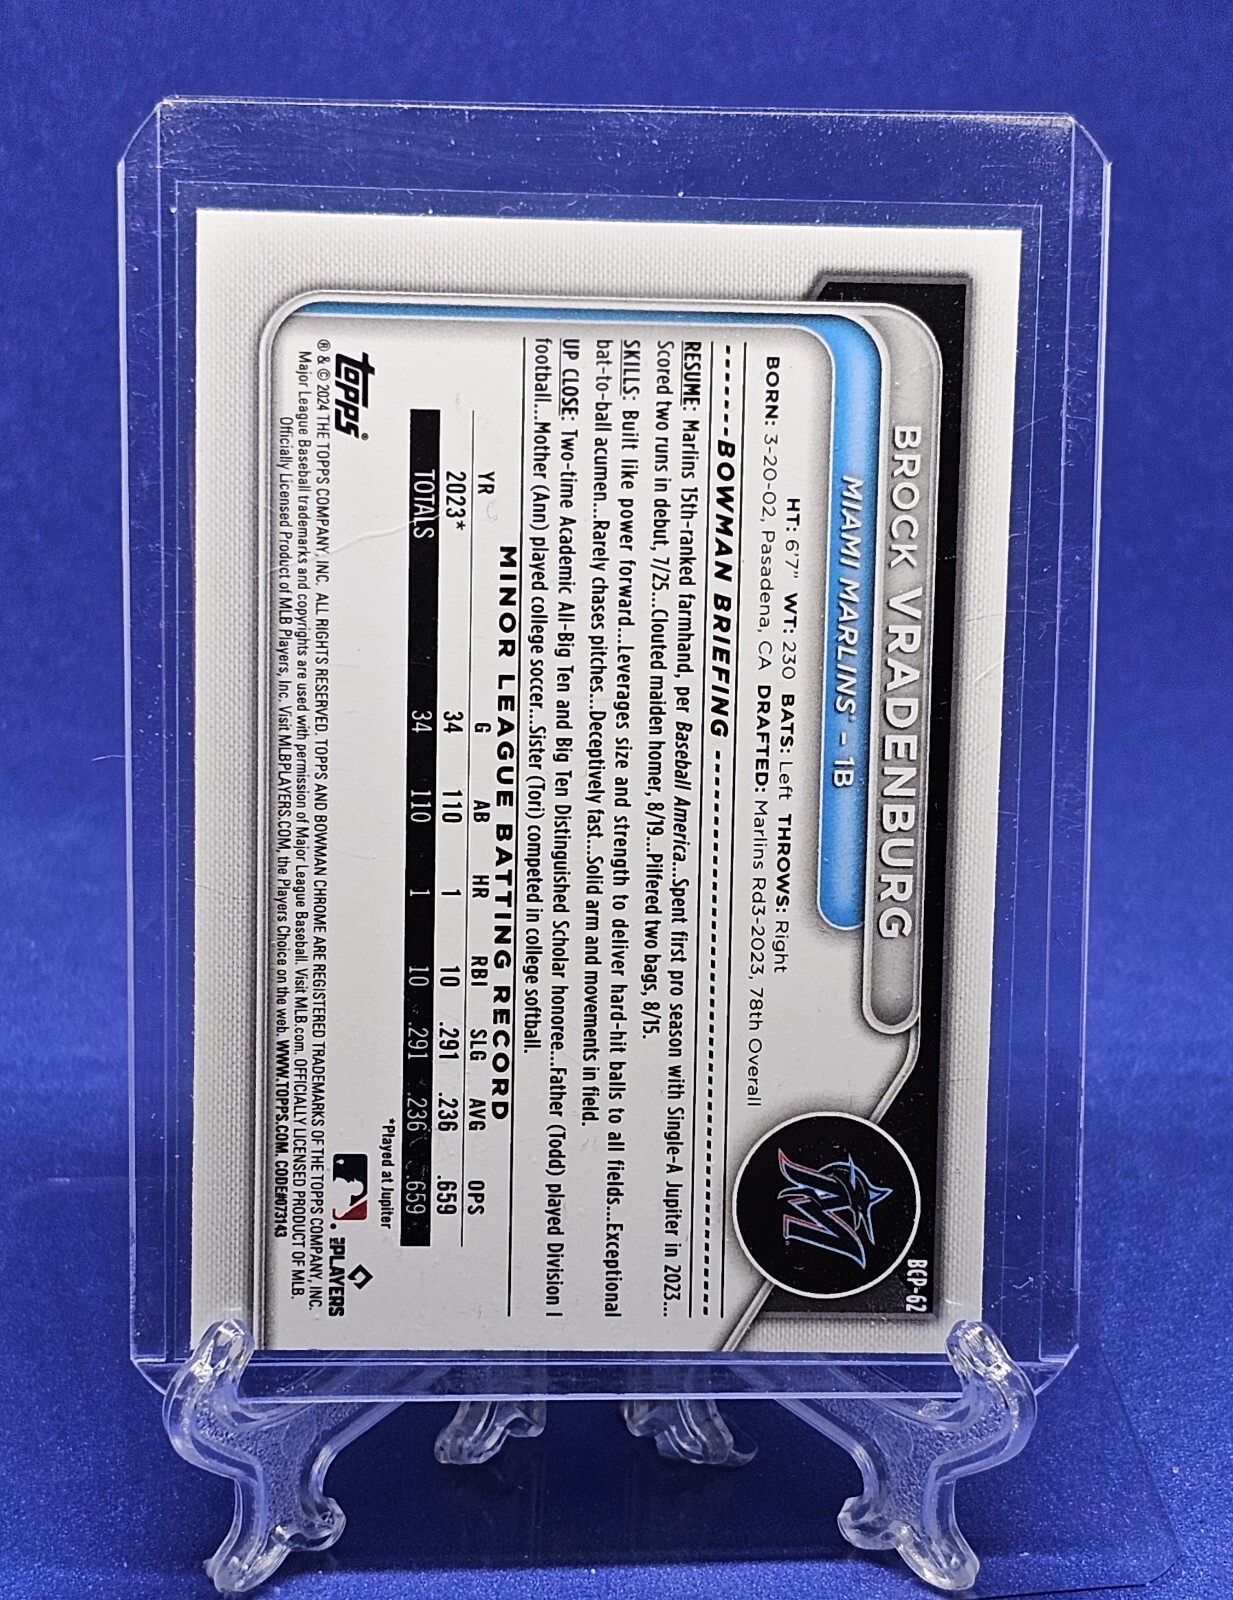 BCP-62
BROCK VRADENBURG
MIAMI MARLINS® - 1B
HT: 6'7" WT: 230 BATS: Left THROWS: Right
BORN: 3-20-02, Pasadena, CA DRAFTED: Marlins Rd3-2023, 78th Overall
BOWMAN BRIEFING
RESUME: Marlins 15th-ranked farmhand, per Baseball America...Spent first pro season with Single-A Jupiter in 2023...
Scored two runs in debut, 7/25...Clouted maiden homer, 8/19...Pilfered two bags, 8/15.
SKILLS: Built like power forward...Leverages size and strength to deliver hard-hit balls to all fields...Exceptional
bat-to-ball acumen...Rarely chases pitches...Deceptively fast...Solid arm and movements in field.
UP CLOSE: Two-time Academic All-Big Ten and Big Ten Distinguished Scholar honoree...Father (Todd) played Division I
football...Mother (Ann) played college soccer...Sister (Tori) competed in college softball.
MINOR LEAGUE BATTING RECORD
YR G AB HR RBI SLG AVG OPS
2023* 34 110 1 10 .291 .236 .659
TOTALS 34 110 1 10 .291 .236 .659
*Played at Jupiter
topps®
MLB PLAYERS
® & © 2024 THE TOPPS COMPANY, INC. ALL RIGHTS RESERVED. TOPPS AND BOWMAN CHROME ARE REGISTERED TRADEMARKS OF THE TOPPS COMPANY, INC.
Major League Baseball trademarks and copyrights are used with permission of Major League Baseball. Visit MLB.com. OFFICIALLY LICENSED PRODUCT OF MLB.
Officially Licensed Product of MLB Players, Inc. Visit MLBPLAYERS.COM, the Players Choice on the web. WWW.TOPPS.COM. CODE#073143